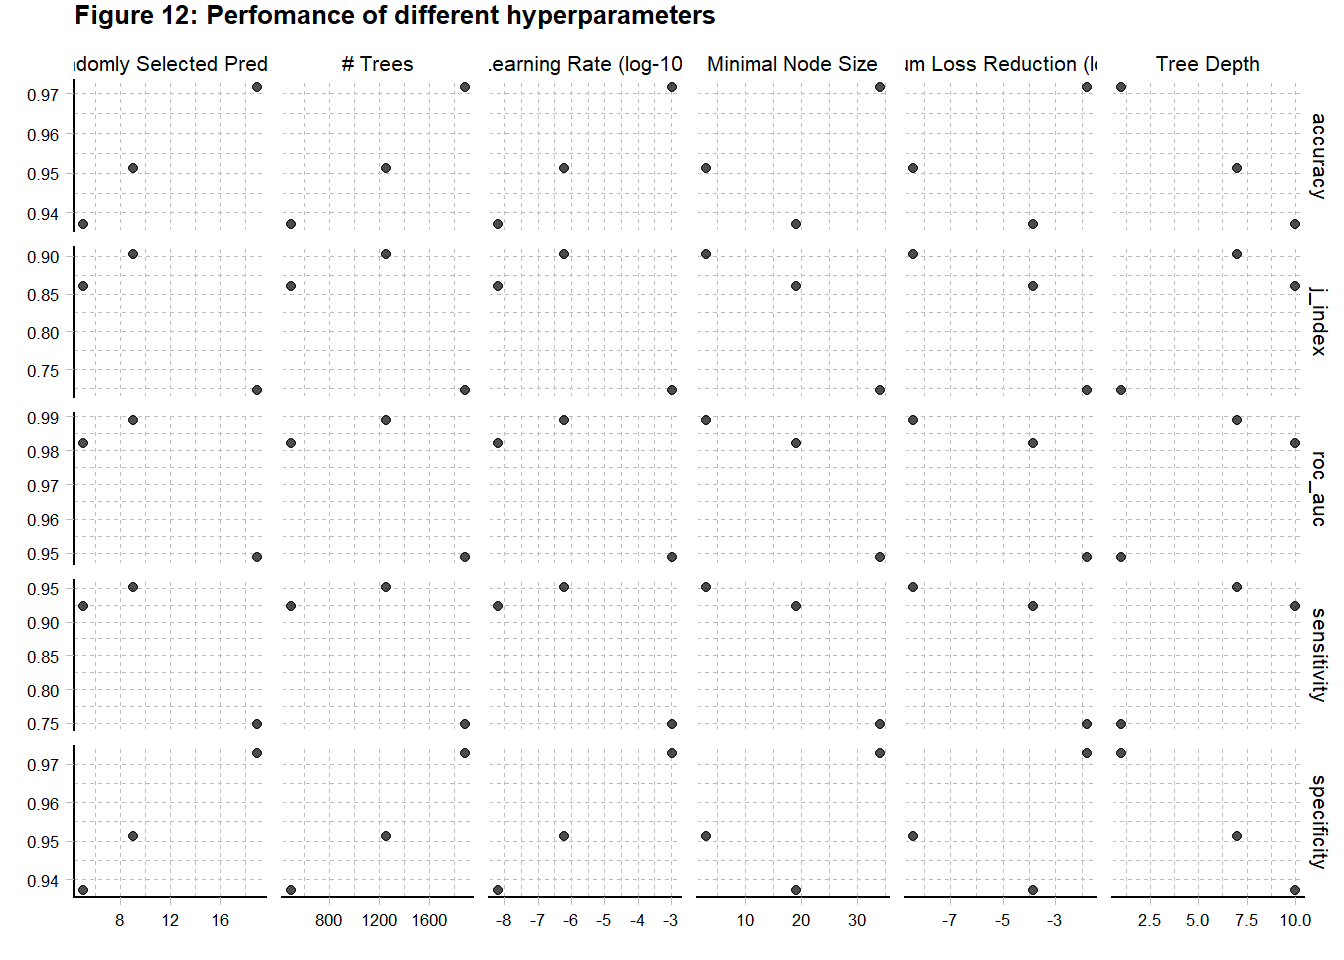 Figure 12: Perfomance of different hyperparameters
domly Selected Pred # Trees earning Rate (log-10 Minimal Node Size um Loss Reduction (l Tree Depth
0.97
0.96
0.95
0.94
accuracy
0.90
0.85
0.80
0.75
j_index
0.99
0.98
0.97
0.96
0.95
roc_auc
0.95
0.90
0.85
0.80
0.75
sensitivity
0.97
0.96
0.95
0.94
specificity
8 12 16 800 1200 1600 -8 -7 -6 -5 -4 -3 10 20 30 -7 -5 -3 2.5 5.0 7.5 10.0